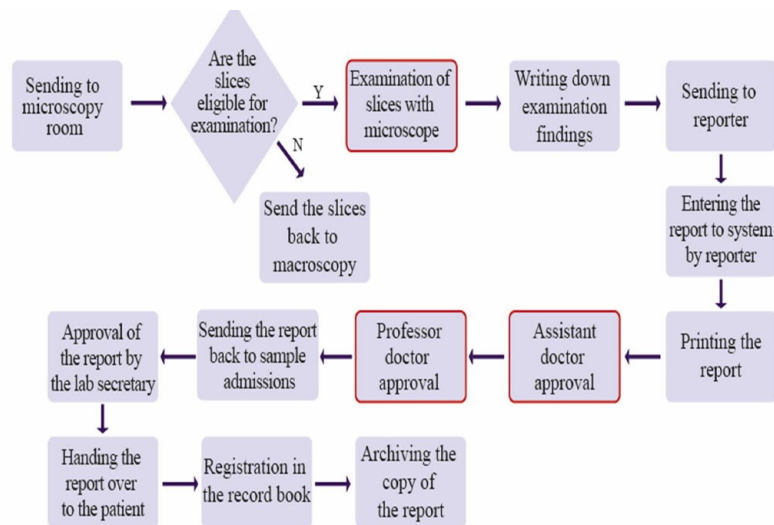 Sending to
microscopy
room
Are the
slices
eligible for
examination?
Y
N
Send the slices
back to
macroscopy
Examination of
slices with
microscope
Writing down
examination
findings
Sending to
reporter
Entering the
report to system
by reporter
Printing the
report
Assistant
doctor
approval
Professor
doctor
approval
Sending the report
back to sample
admissions
Approval of
the report by
the lab secretary
Handing the
report over
to the patient
Registration in
the record book
Archiving the
copy of
the report